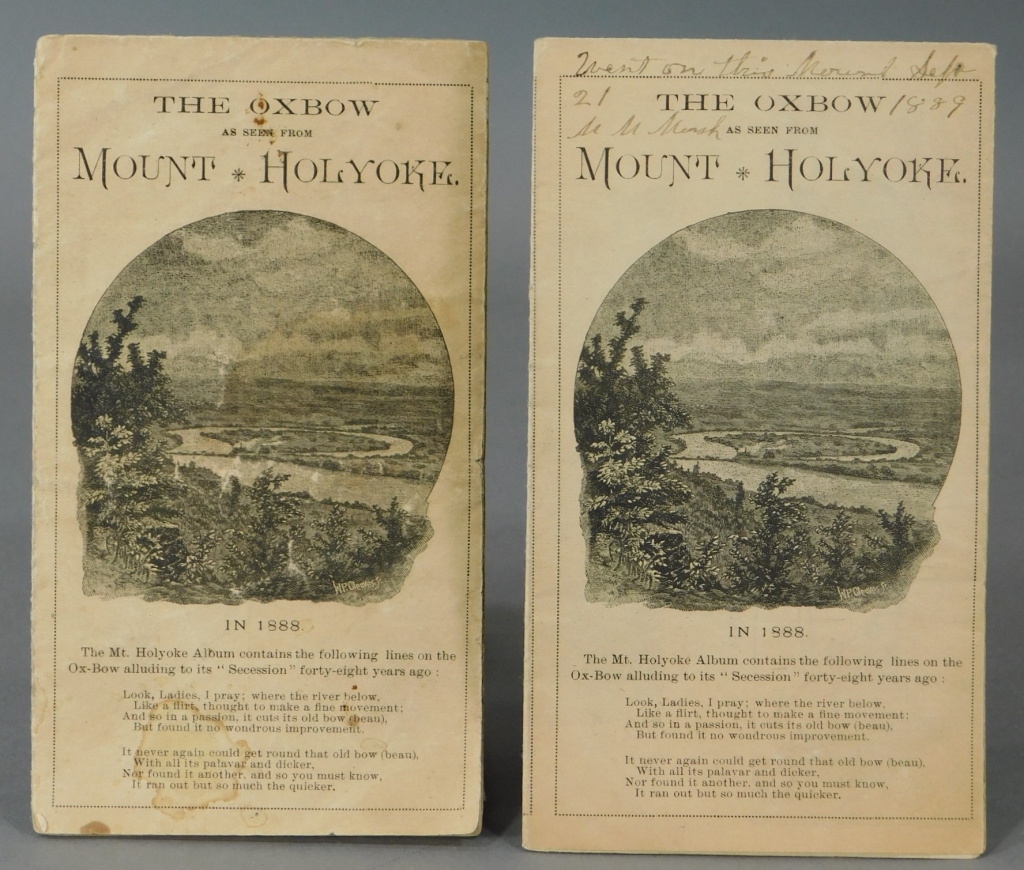 THE OXBOW
AS SEEN FROM
MOUNT * HOLYOKE.
IN 1888.
The Mt. Holyoke Album contains the following lines on the
Ox-Bow alluding to its "Secession" forty-eight years ago :
Look, Ladies, I pray; where the river below,
Like a flirt, thought to make a fine movement;
And so in a passion, it cuts its old bow (beau),
But found it no wondrous improvement.
It never again could get round that old bow (beau),
With all its palavar and dicker,
Nor found it another, and so you must know,
It ran out but so much the quicker.
Went on this Mount Sept
21 THE OXBOW 1889
AS SEEN FROM
MOUNT * HOLYOKE.
IN 1888.
The Mt. Holyoke Album contains the following lines on the
Ox-Bow alluding to its "Secession" forty-eight years ago :
Look, Ladies, I pray; where the river below,
Like a flirt, thought to make a fine movement;
And so in a passion, it cuts its old bow (beau),
But found it no wondrous improvement.
It never again could get round that old bow (beau),
With all its palavar and dicker,
Nor found it another, and so you must know,
It ran out but so much the quicker.